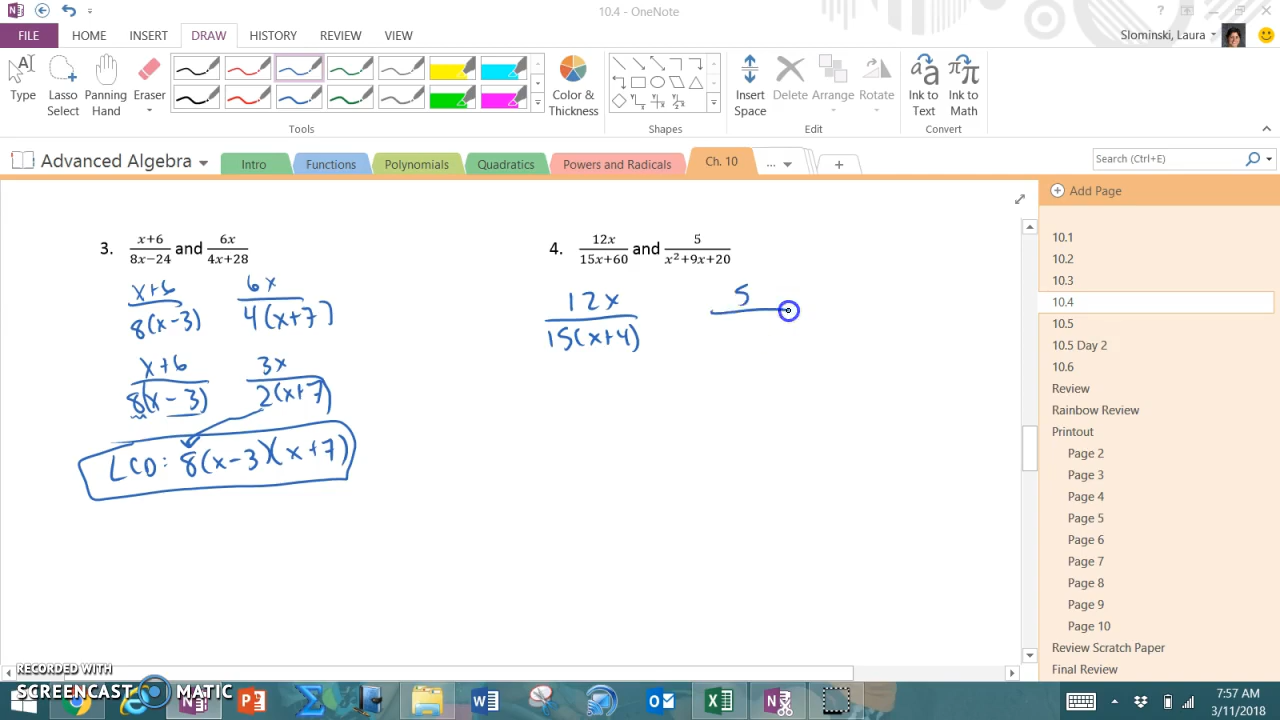 10.4 - OneNote
FILE HOME INSERT DRAW HISTORY REVIEW VIEW
Slominski, Laura
Type
Lasso Select
Panning Hand
Eraser
Color & Thickness
Insert Space
Delete
Arrange
Rotate
Ink to Text
Ink to Math
Tools
Shapes
Edit
Convert
Advanced Algebra
Intro Functions Polynomials Quadratics Powers and Radicals Ch. 10 ...
Search (Ctrl+E)
Add Page
10.1
10.2
10.3
10.4
10.5
10.5 Day 2
10.6
Review
Rainbow Review
Printout
Page 2
Page 3
Page 4
Page 5
Page 6
Page 7
Page 8
Page 9
Page 10
Review Scratch Paper
Final Review
3. x+6/8x−24 and 6x/4x+28
x+6/8(x-3) 6x/4(x+7)
x+6/8(x-3) 3x/2(x+7)
LCD: 8(x-3)(x+7)
4. 12x/15x+60 and 5/x²+9x+20
12x/15(x+4) 5
RECORDED WITH
SCREENCAST MATIC
7:57 AM
3/11/2018